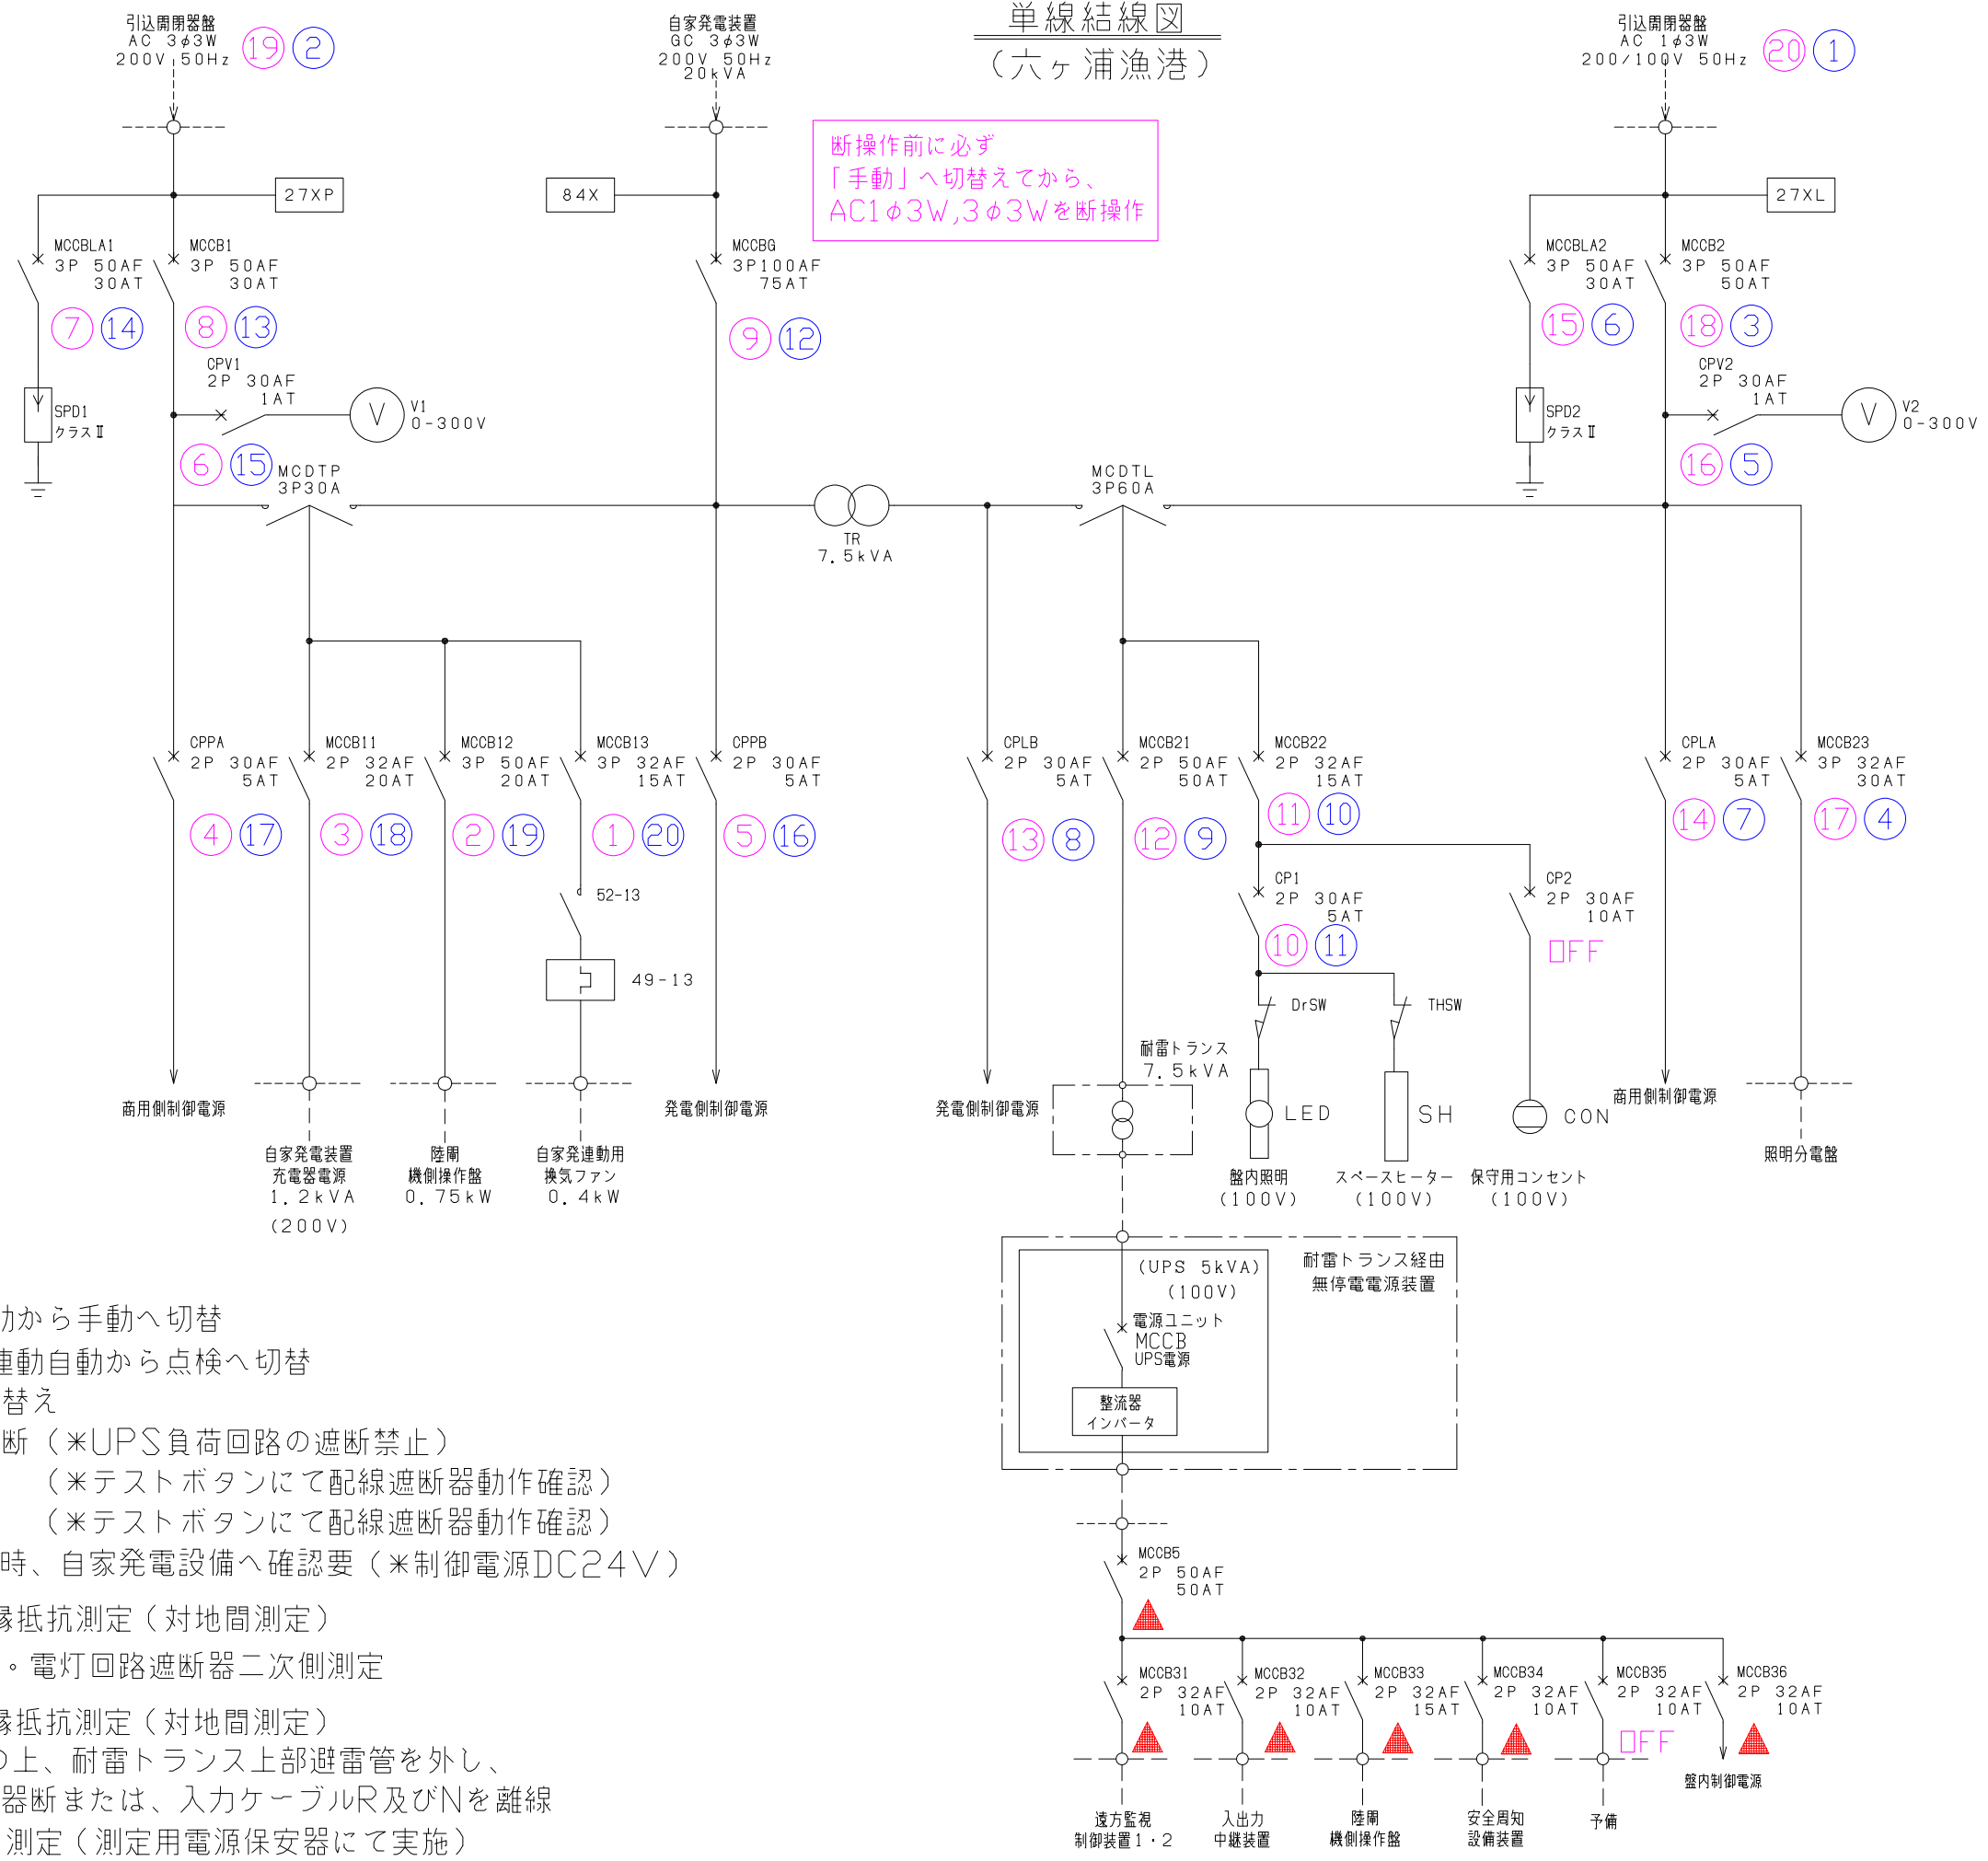 単線結線図
(六ヶ浦漁港)
引込開閉器盤
AC 3φ3W
200V 50Hz
⑲ ②
自家発電装置
GC 3φ3W
200V 50Hz
20kVA
引込開閉器盤
AC 1φ3W
200/100V 50Hz
⑳ ①
断操作前に必ず
「手動」へ切替えてから、
AC1φ3W,3φ3Wを断操作
27XP
84X
27XL
MCCBLA1
3P 50AF
30AT
⑦ ⑭
MCCB1
3P 50AF
30AT
⑧ ⑬
MCCBG
3P100AF
75AT
⑨ ⑫
MCCBLA2
3P 50AF
30AT
⑮ ⑥
MCCB2
3P 50AF
50AT
⑱ ③
CPV1
2P 30AF
1AT
⑥ ⑮
V
V1
0-300V
SPD1
クラスⅡ
CPV2
2P 30AF
1AT
⑯ ⑤
V
V2
0-300V
SPD2
クラスⅡ
MCDTP
3P30A
TR
7.5kVA
MCDTL
3P60A
CPPA
2P 30AF
5AT
④ ⑰
MCCB11
2P 32AF
20AT
③ ⑱
MCCB12
3P 50AF
20AT
② ⑲
MCCB13
3P 32AF
15AT
① ⑳
CPPB
2P 30AF
5AT
⑤ ⑯
CPLB
2P 30AF
5AT
⑬ ⑧
MCCB21
2P 50AF
50AT
⑫ ⑨
MCCB22
2P 32AF
15AT
⑪ ⑩
CPLA
2P 30AF
5AT
⑭ ⑦
MCCB23
3P 32AF
30AT
⑰ ④
52-13
49-13
CP1
2P 30AF
5AT
⑩ ⑪
CP2
2P 30AF
10AT
OFF
DrSW
THSW
耐雷トランス
7.5kVA
LED
SH
CON
商用側制御電源
自家発電装置
充電器電源
1.2kVA
(200V)
陸閘
機側操作盤
0.75kW
自家発連動用
換気ファン
0.4kW
発電側制御電源
発電側制御電源
盤内照明
(100V)
スペースヒーター
(100V)
保守用コンセント
(100V)
商用側制御電源
照明分電盤
(UPS 5kVA)
(100V)
耐雷トランス経由
無停電電源装置
電源ユニット
MCCB
UPS電源
整流器
インバータ
動から手動へ切替
連動自動から点検へ切替
替え
断(*UPS負荷回路の遮断禁止)
(*テストボタンにて配線遮断器動作確認)
(*テストボタンにて配線遮断器動作確認)
時、自家発電設備へ確認要(*制御電源DC24V)
縁抵抗測定(対地間測定)
。電灯回路遮断器二次側測定
縁抵抗測定(対地間測定)
の上、耐雷トランス上部避雷管を外し、
器断または、入力ケーブルR及びNを離線
測定(測定用電源保安器にて実施)
MCCB5
2P 50AF
50AT
MCCB31
2P 32AF
10AT
MCCB32
2P 32AF
10AT
MCCB33
2P 32AF
15AT
MCCB34
2P 32AF
10AT
MCCB35
2P 32AF
10AT
OFF
MCCB36
2P 32AF
10AT
遠方監視
制御装置1・2
入出力
中継装置
陸閘
機側操作盤
安全周知
設備装置
予備
盤内制御電源